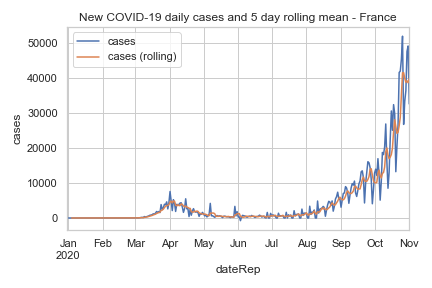 New COVID-19 daily cases and 5 day rolling mean - France
cases
cases (rolling)
50000
40000
30000
20000
10000
0
cases
Jan Feb Mar Apr May Jun Jul Aug Sep Oct Nov
2020
dateRep